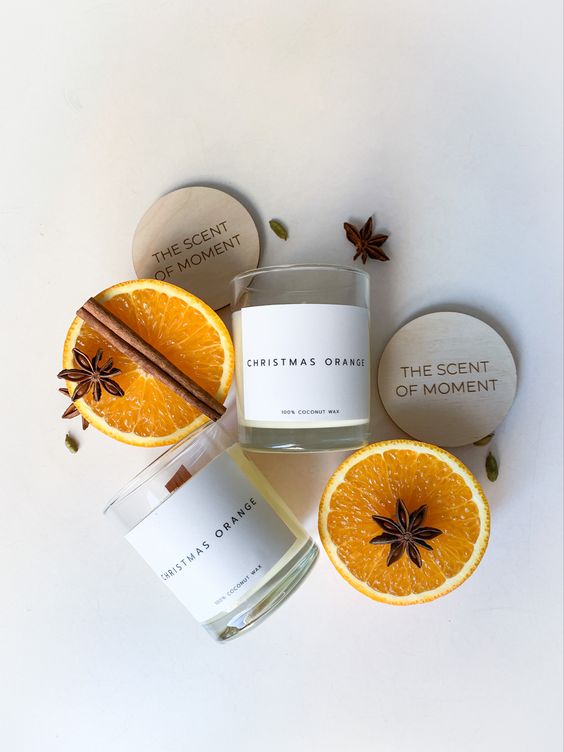 THE SCENT
OF MOMENT
CHRISTMAS ORANGE
100% COCONUT WAX
THE SCENT
OF MOMENT
CHRISTMAS ORANGE
100% COCONUT WAX